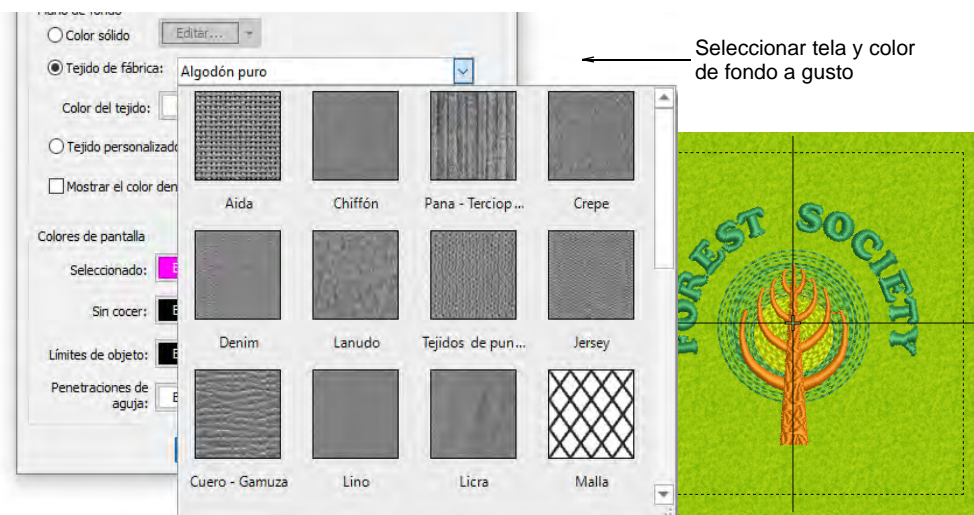 Plano de fondo
Color sólido
Editar...
Tejido de fábrica:
Algodón puro
Color del tejido:
Tejido personalizado
Mostrar el color den
Colores de pantalla
Seleccionado:
Sin cocer:
Límites de objeto:
Penetraciones de
aguja:
Aida
Chiffón
Pana - Terciop...
Crepe
Denim
Lanudo
Tejidos de pun...
Jersey
Cuero - Gamuza
Lino
Licra
Malla
Seleccionar tela y color
de fondo a gusto
FOREST SOCIETY